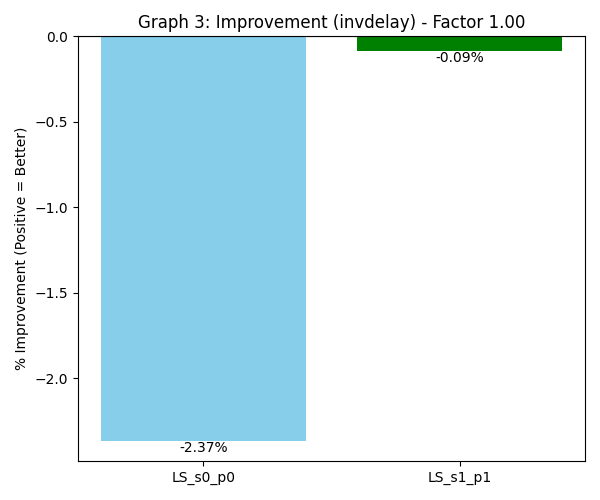 Graph 3: Improvement (invdelay) - Factor 1.00
% Improvement (Positive = Better)
0.0
−0.5
−1.0
−1.5
−2.0
-0.09%
-2.37%
LS_s0_p0
LS_s1_p1